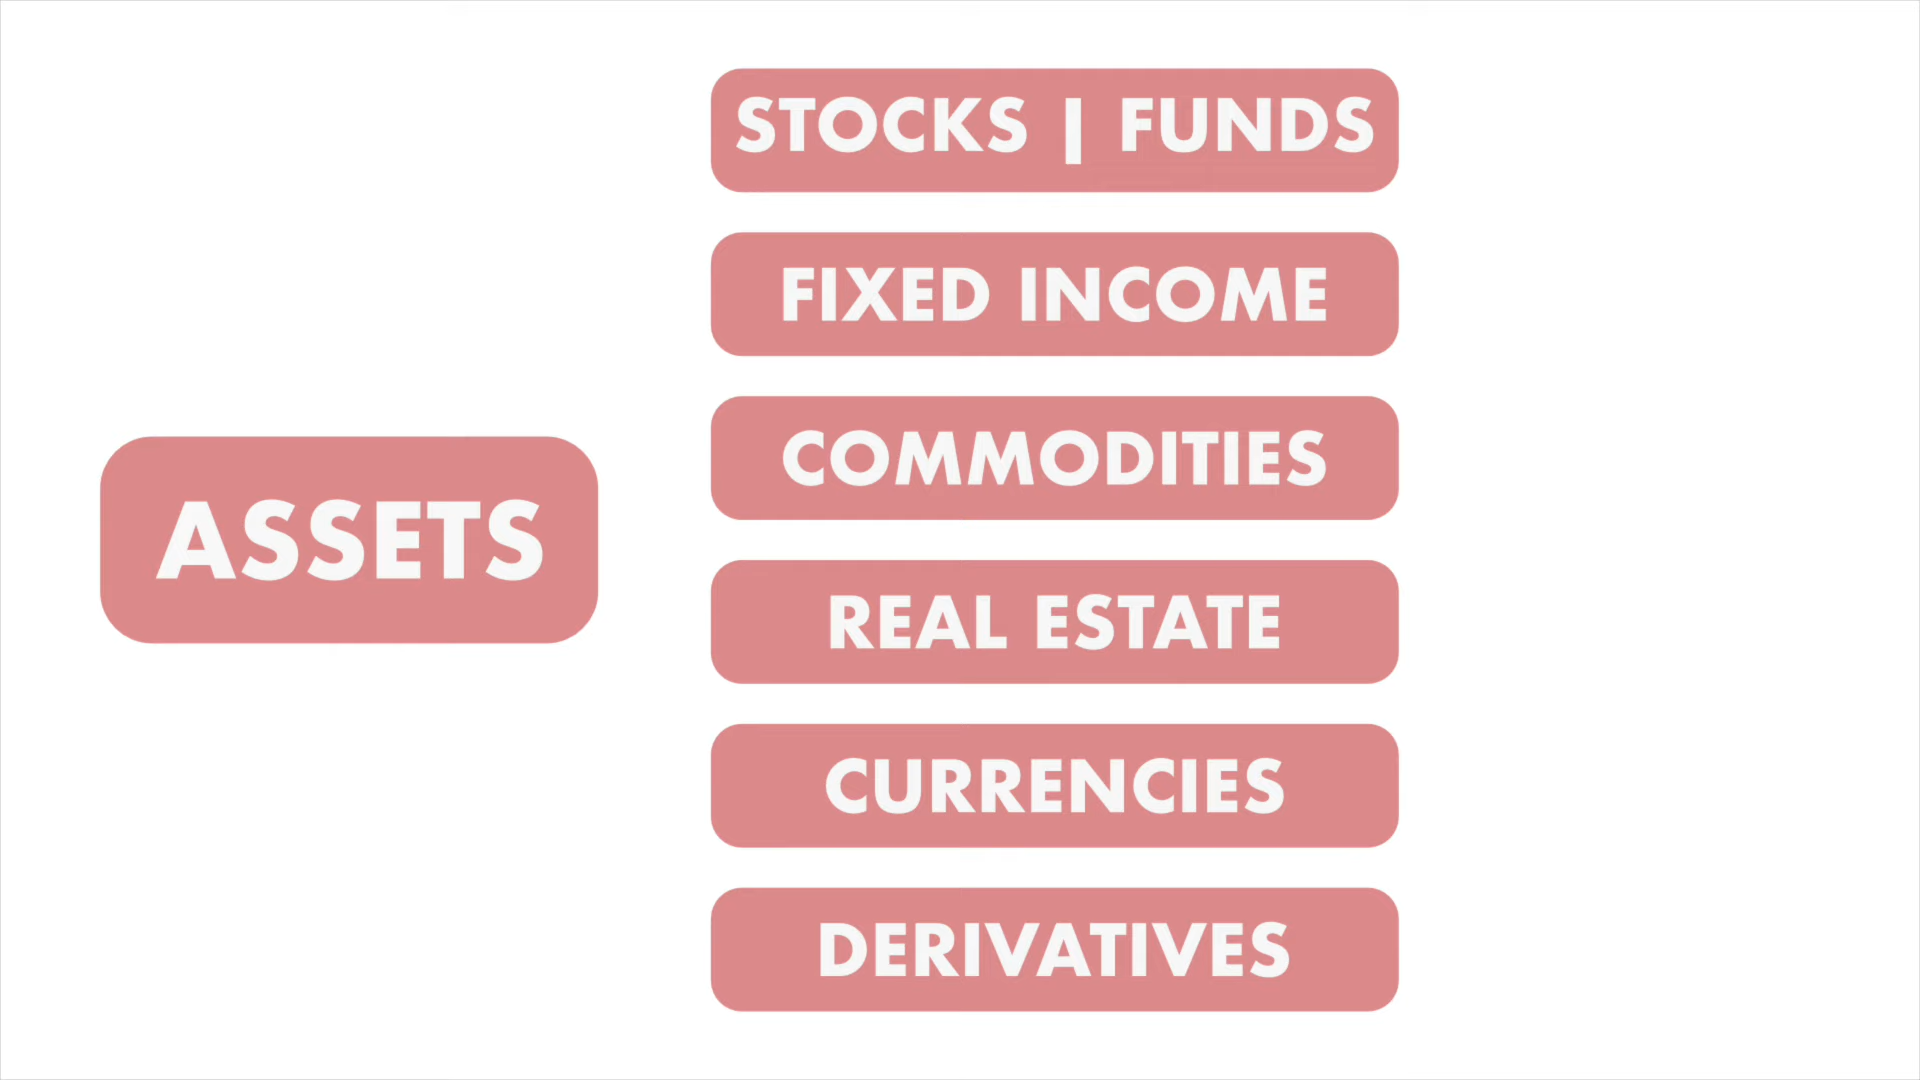 ASSETS
STOCKS | FUNDS
FIXED INCOME
COMMODITIES
REAL ESTATE
CURRENCIES
DERIVATIVES